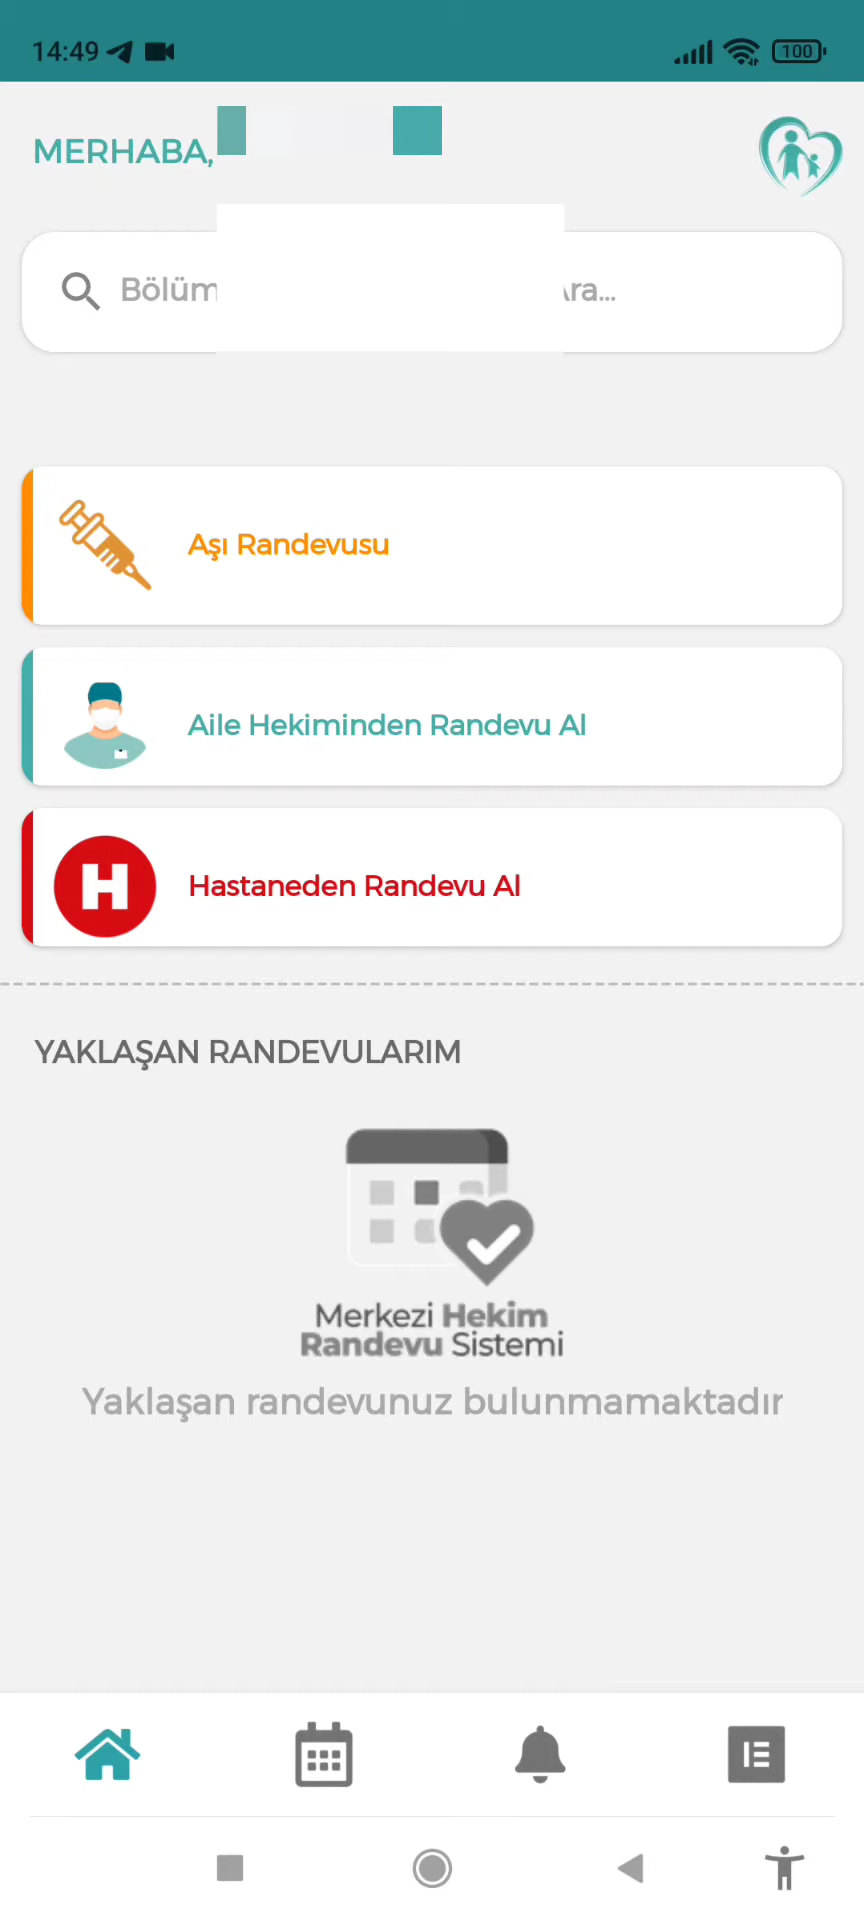 14:49
100
MERHABA,
Bölüm
Aşı Randevusu
Aile Hekiminden Randevu Al
H
Hastaneden Randevu Al
YAKLAŞAN RANDEVULARIM
Merkezi Hekim
Randevu Sistemi
Yaklaşan randevunuz bulunmamaktadır